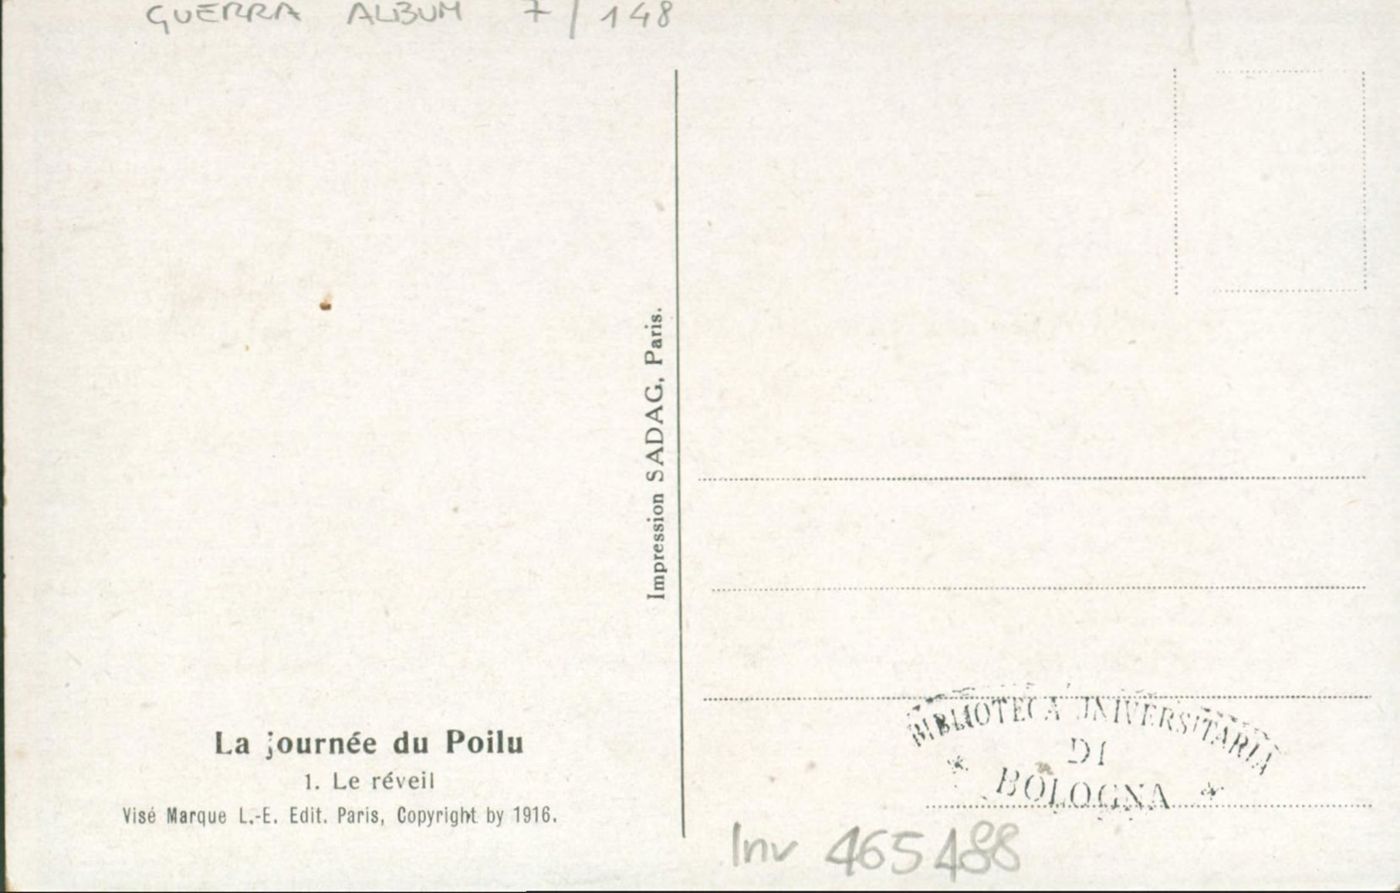 GUERRA ALBUM 7/148
Impression SADAG, Paris.
La journée du Poilu
1. Le réveil
Visé Marque L.-E. Edit. Paris, Copyright by 1916.
BIBLIOTECA UNIVERSITARIA
DI
BOLOGNA
Inv 465488